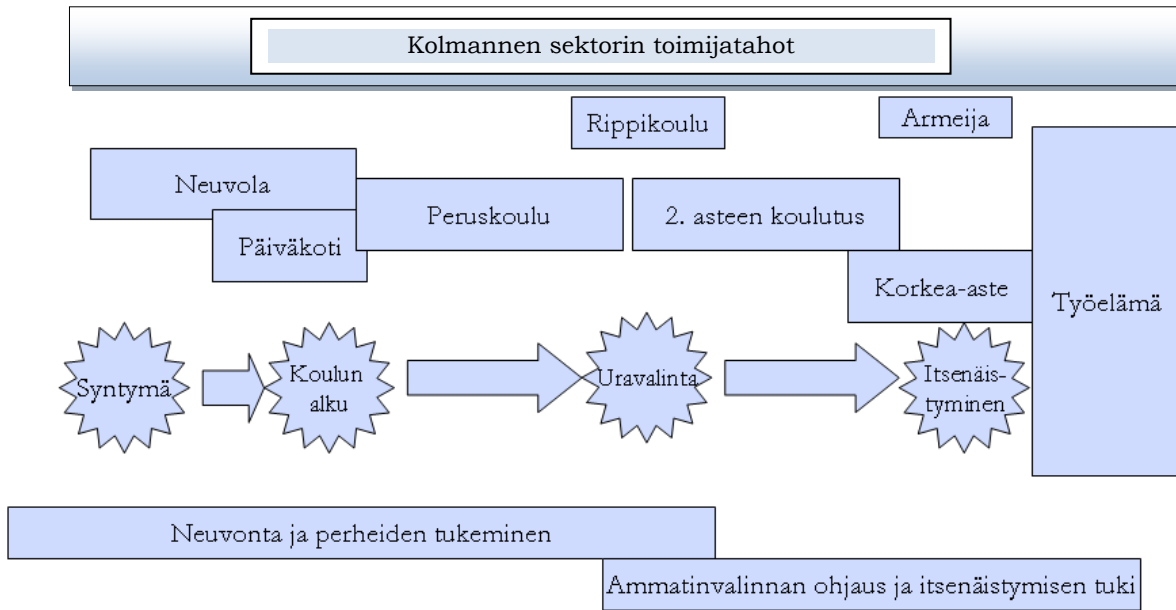 Kolmannen sektorin toimijatahot
Rippikoulu
Armeija
Neuvola
Peruskoulu
2. asteen koulutus
Päiväkoti
Korkea-aste
Työelämä
Syntymä
Koulun
alku
Uravalinta
Itsenäis-
tyminen
Neuvonta ja perheiden tukeminen
Ammatinvalinnan ohjaus ja itsenäistymisen tuki